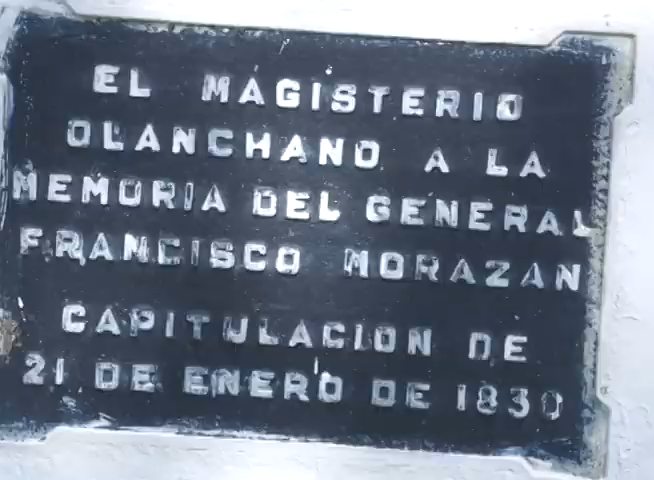 EL MAGISTERIO
OLANCHANO A LA
MEMORIA DEL GENERAL
FRANCISCO MORAZAN
CAPITULACION DE
21 DE ENERO DE 1830